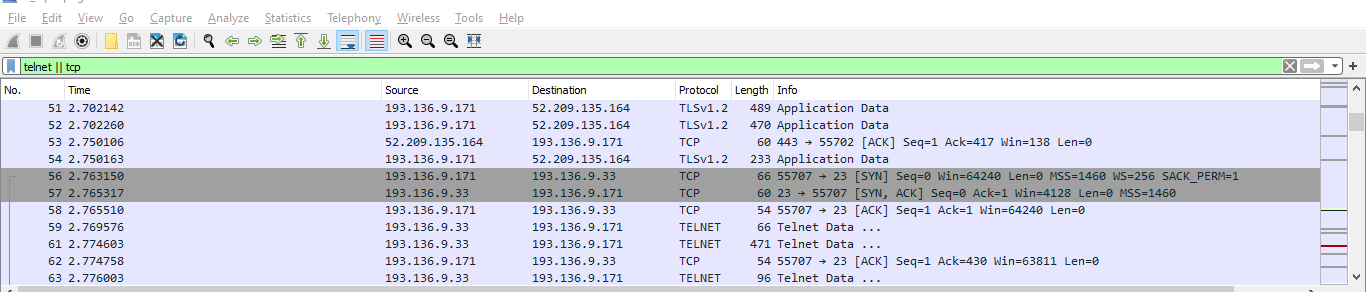 File Edit View Go Capture Analyze Statistics Telephony Wireless Tools Help
telnet || tcp
No. Time Source Destination Protocol Length Info
51 2.702142 193.136.9.171 52.209.135.164 TLSv1.2 489 Application Data
52 2.702260 193.136.9.171 52.209.135.164 TLSv1.2 470 Application Data
53 2.750106 52.209.135.164 193.136.9.171 TCP 60 443 → 55702 [ACK] Seq=1 Ack=417 Win=138 Len=0
54 2.750163 193.136.9.171 52.209.135.164 TLSv1.2 233 Application Data
56 2.763150 193.136.9.171 193.136.9.33 TCP 66 55707 → 23 [SYN] Seq=0 Win=64240 Len=0 MSS=1460 WS=256 SACK_PERM=1
57 2.765317 193.136.9.33 193.136.9.171 TCP 60 23 → 55707 [SYN, ACK] Seq=0 Ack=1 Win=4128 Len=0 MSS=1460
58 2.765510 193.136.9.171 193.136.9.33 TCP 54 55707 → 23 [ACK] Seq=1 Ack=1 Win=64240 Len=0
59 2.769576 193.136.9.33 193.136.9.171 TELNET 66 Telnet Data ...
61 2.774603 193.136.9.33 193.136.9.171 TELNET 471 Telnet Data ...
62 2.774758 193.136.9.171 193.136.9.33 TCP 54 55707 → 23 [ACK] Seq=1 Ack=430 Win=63811 Len=0
63 2.776003 193.136.9.33 193.136.9.171 TELNET 96 Telnet Data ...